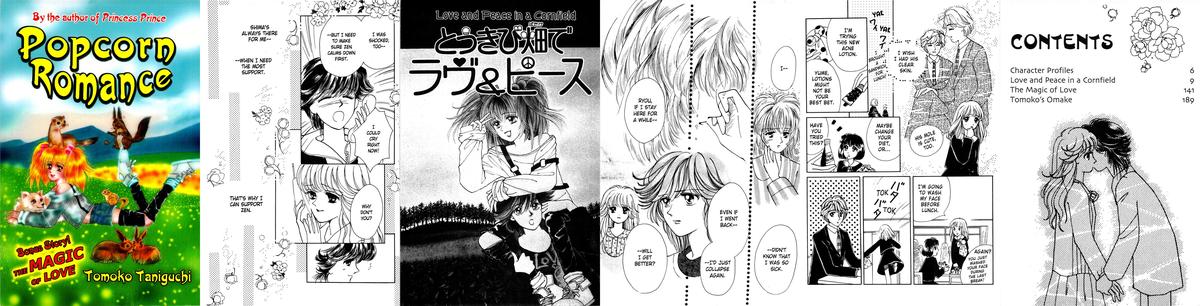 By the author of Princess Prince
Popcorn
Romance
Bonus Story!
THE MAGIC
OF LOVE
Tomoko Taniguchi
SHIMA'S
ALWAYS THERE
FOR ME--
--WHEN I NEED
THE MOST
SUPPORT.
THAT'S WHY I
CAN SUPPORT
ZEN.
I WAS
SHOCKED,
TOO--
--BUT I NEED
TO MAKE
SURE ZEN
CALMS DOWN
FIRST.
I
COULD
CRY
RIGHT
NOW!
WHY
DON'T
YOU?
Love and Peace in a Cornfield
とうきび畑で
ラヴ&ピース
RYOU,
IF I STAY
HERE FOR
A WHILE--
--WILL
I GET
BETTER?
I--
EVEN IF
I WENT
BACK--
--I'D JUST
COLLAPSE
AGAIN.
--DIDN'T
KNOW THAT
I WAS
SO SICK.
I'M
TRYING
THIS NEW
ACNE
LOTION.
YUME,
LOTIONS
MIGHT
NOT BE
YOUR
BEST BET.
I WISH
I HAD HIS
CLEAR
SKIN.
HAVE
YOU
TRIED
THIS?
MAYBE
CHANGE
YOUR
DIET,
OR...
HIS MOLE
IS CUTE,
TOO.
TOK
TOK
I'M GOING
TO WASH
MY FACE
BEFORE
LUNCH.
AGAIN?
YOU JUST
WASHED
YOUR FACE
DURING
THE LAST
BREAK!
CONTENTS
Character Profiles 6
Love and Peace in a Cornfield 9
The Magic of Love 141
Tomoko's Omake 189